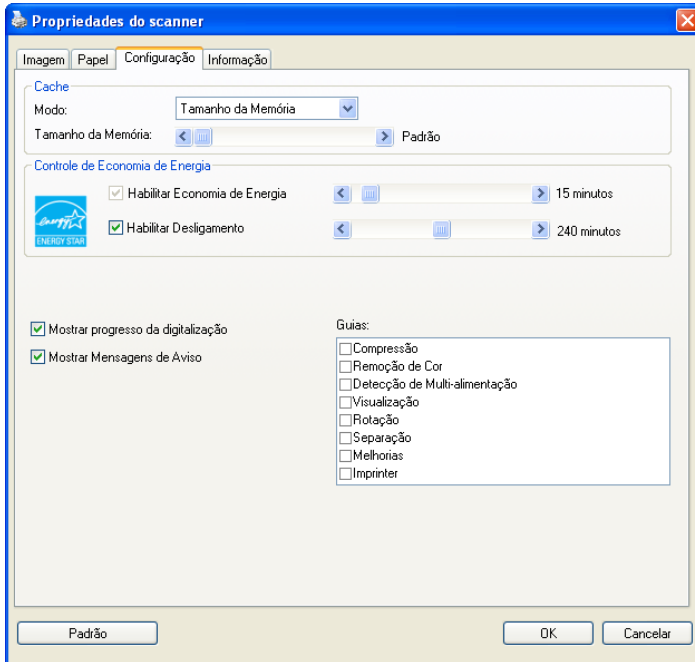 Propriedades do scanner
Imagem Papel Configuração Informação
Cache
Modo: Tamanho da Memória
Tamanho da Memória: Padrão
Controle de Economia de Energia
Habilitar Economia de Energia 15 minutos
energy
ENERGY STAR
Habilitar Desligamento 240 minutos
Mostrar progresso da digitalização
Mostrar Mensagens de Aviso
Guias:
Compressão
Remoção de Cor
Detecção de Multi-alimentação
Visualização
Rotação
Separação
Melhorias
Imprinter
Padrão OK Cancelar